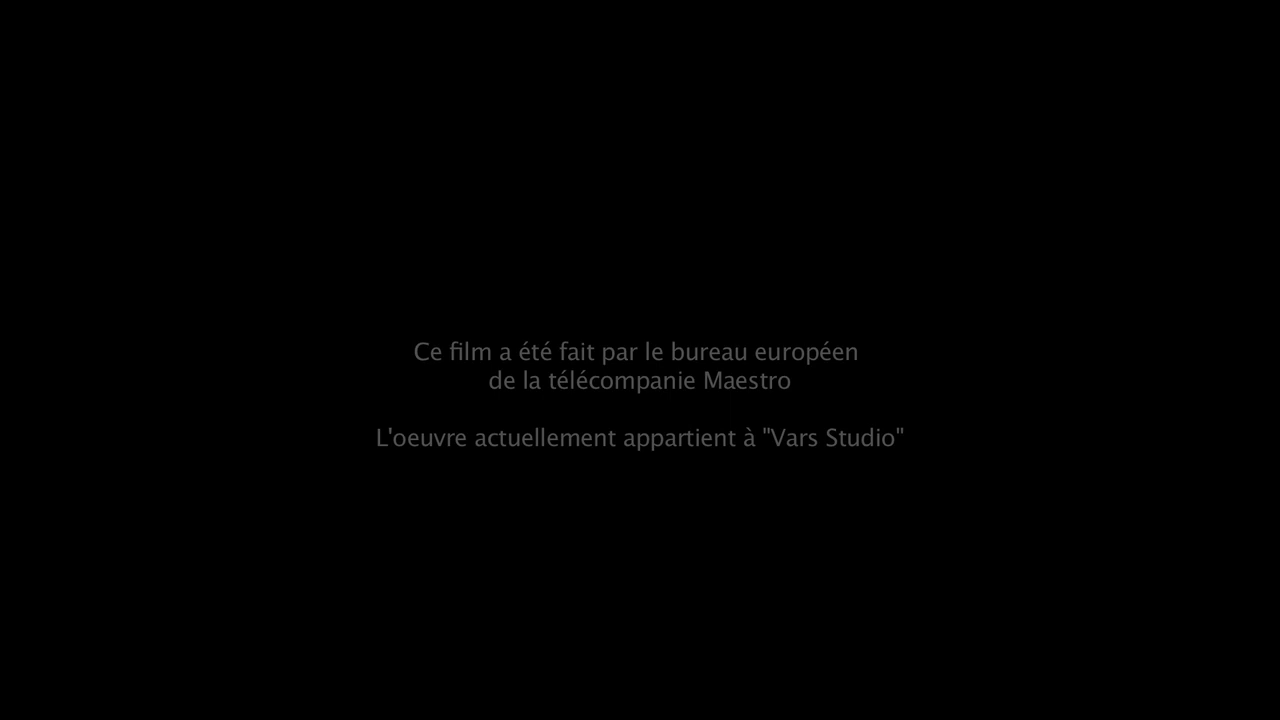 Ce film a été fait par le bureau européen
de la télécompanie Maestro
L'oeuvre actuellement appartient à "Vars Studio"